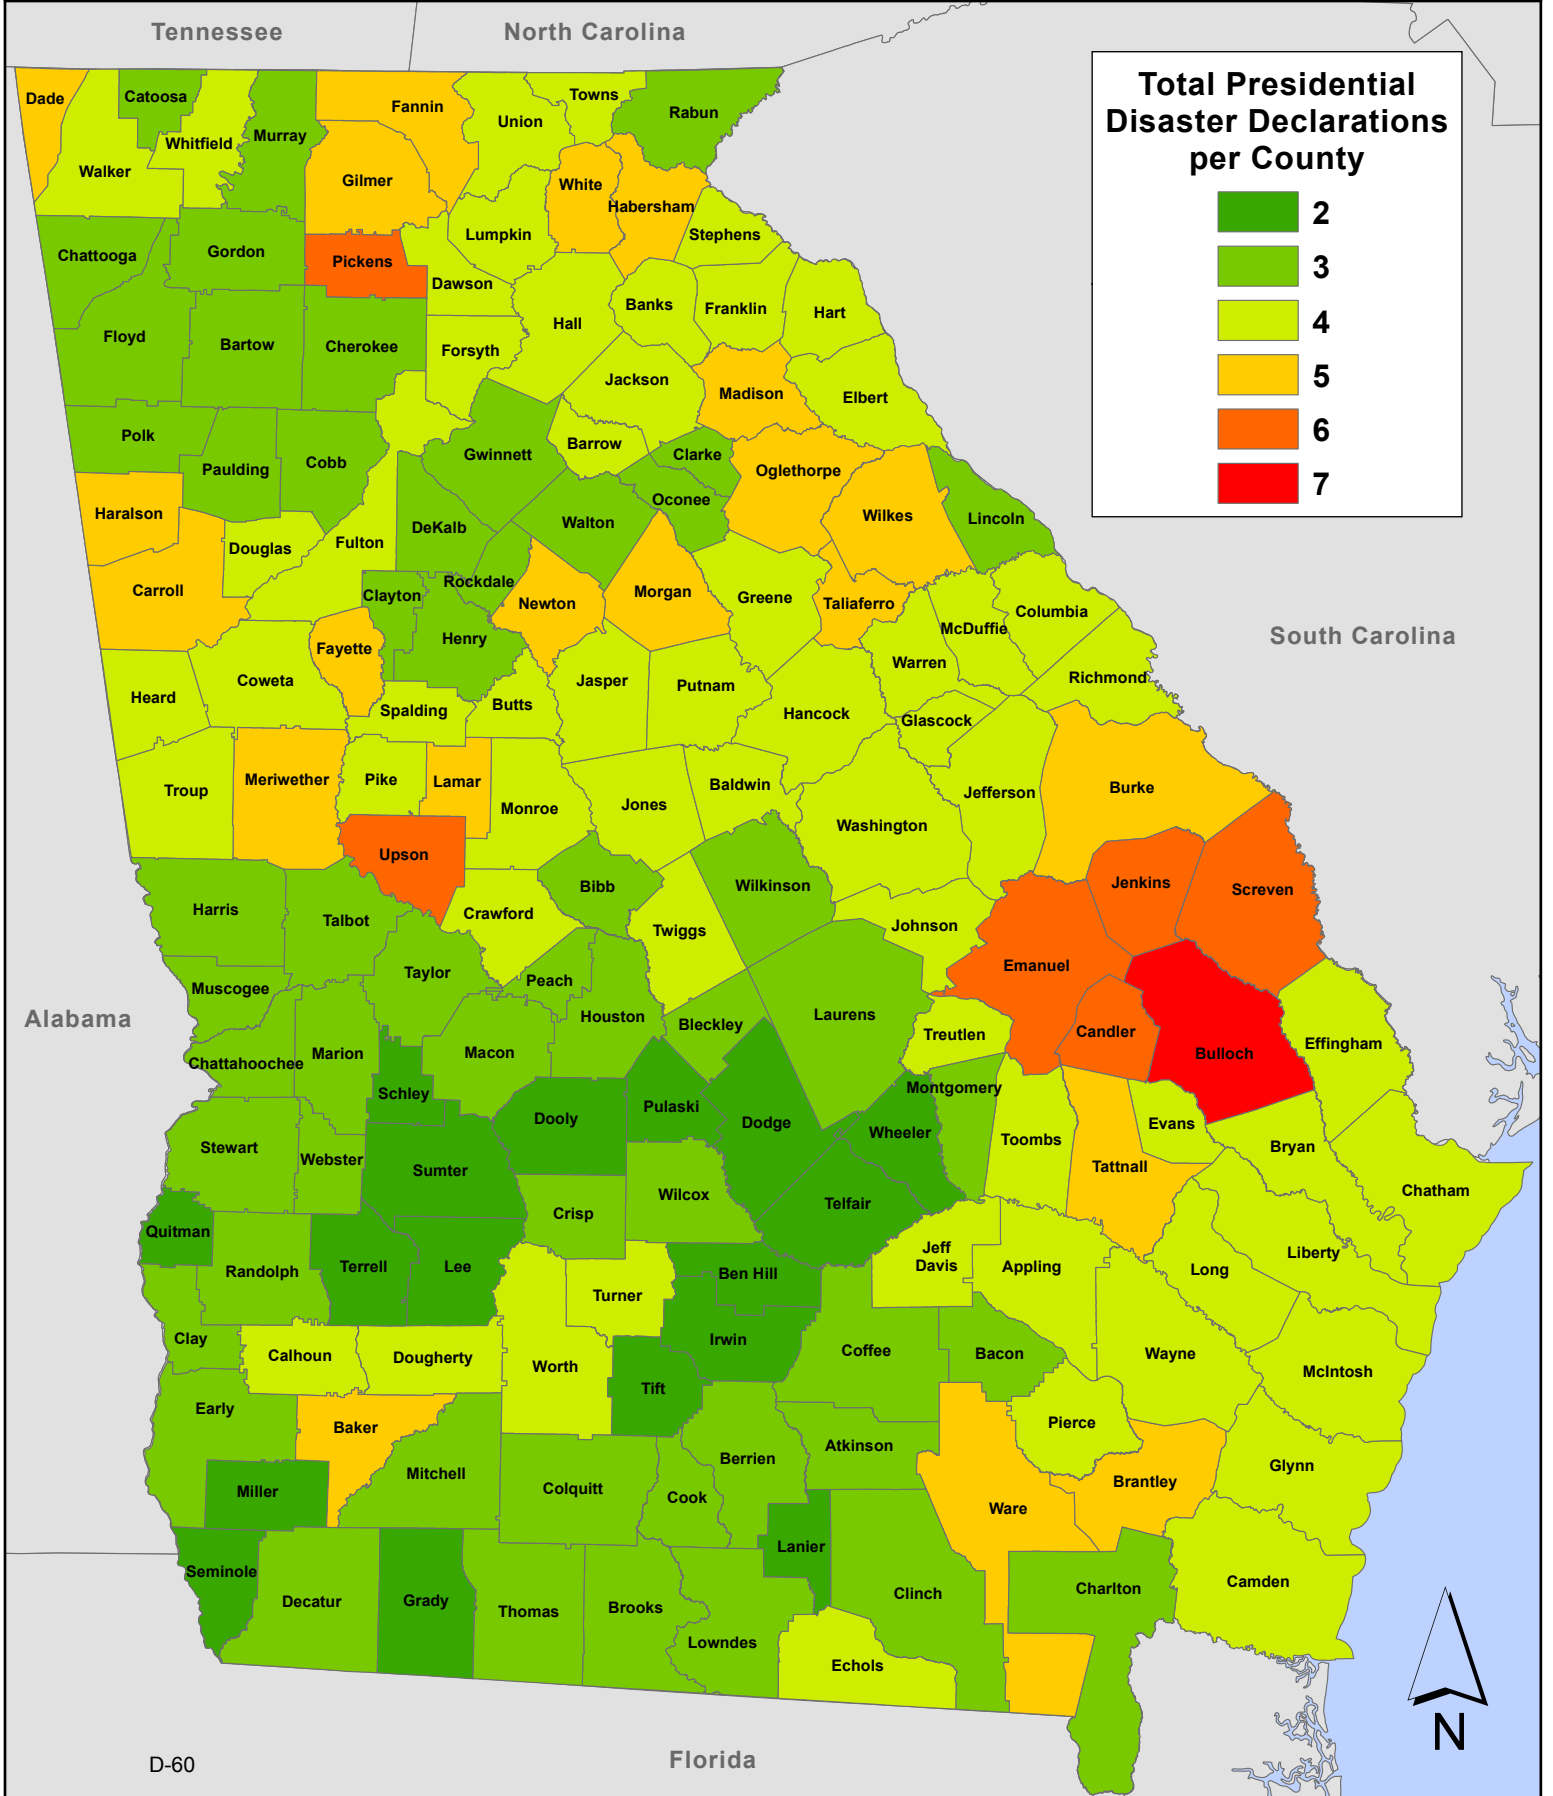 Tennessee
North Carolina
Total Presidential
Disaster Declarations
per County
2
3
4
5
6
7
Dade
Catoosa
Fannin
Towns
Rabun
Union
Whitfield
Murray
Walker
Gilmer
White
Habersham
Lumpkin
Stephens
Chattooga
Gordon
Pickens
Dawson
Banks
Franklin
Hart
Hall
Floyd
Bartow
Cherokee
Forsyth
Jackson
Madison
Elbert
Polk
Paulding
Cobb
Gwinnett
Barrow
Clarke
Oglethorpe
Oconee
Wilkes
Lincoln
Haralson
Douglas
Fulton
DeKalb
Walton
Carroll
Clayton
Rockdale
Newton
Morgan
Greene
Taliaferro
Columbia
McDuffie
Henry
Fayette
Warren
South Carolina
Heard
Coweta
Spalding
Butts
Jasper
Putnam
Hancock
Glascock
Richmond
Troup
Meriwether
Pike
Lamar
Monroe
Jones
Baldwin
Washington
Jefferson
Burke
Upson
Bibb
Wilkinson
Jenkins
Screven
Harris
Talbot
Crawford
Twiggs
Johnson
Emanuel
Muscogee
Taylor
Peach
Houston
Bleckley
Laurens
Treutlen
Candler
Bulloch
Effingham
Alabama
Chattahoochee
Marion
Macon
Schley
Dooly
Pulaski
Dodge
Montgomery
Wheeler
Toombs
Evans
Bryan
Stewart
Webster
Sumter
Crisp
Wilcox
Telfair
Tattnall
Chatham
Quitman
Randolph
Terrell
Lee
Turner
Ben Hill
Jeff
Davis
Appling
Long
Liberty
Clay
Calhoun
Dougherty
Worth
Irwin
Tift
Coffee
Bacon
Wayne
McIntosh
Early
Baker
Mitchell
Colquitt
Cook
Berrien
Atkinson
Pierce
Brantley
Glynn
Miller
Ware
Seminole
Decatur
Grady
Thomas
Brooks
Lowndes
Lanier
Clinch
Echols
Charlton
Camden
Florida
D-60
N